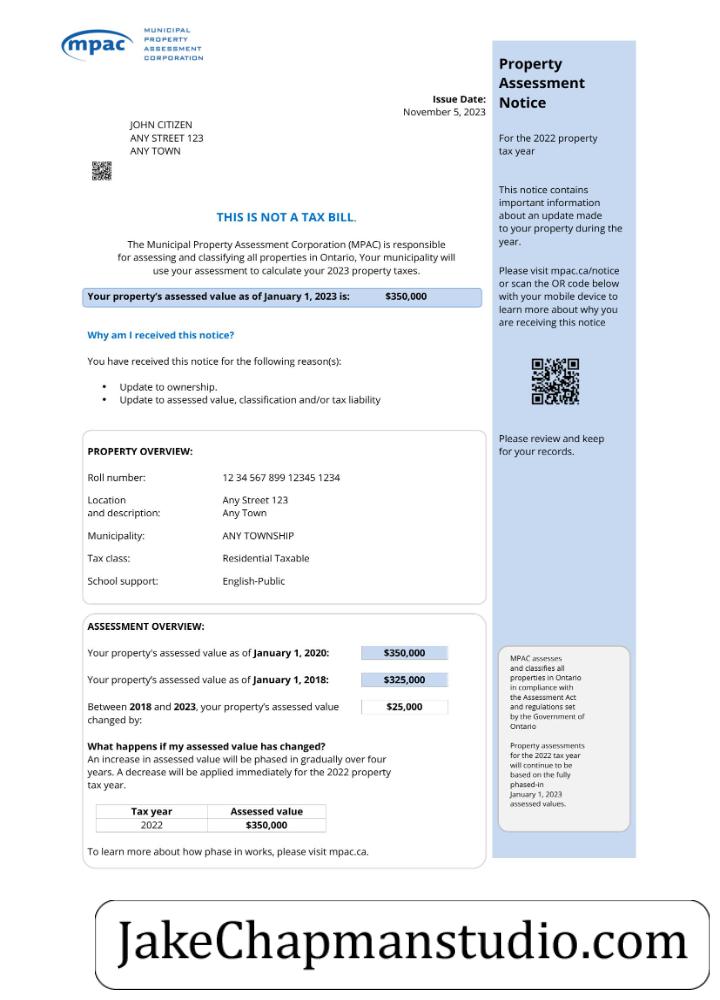 mpac
MUNICIPAL
PROPERTY
ASSESSMENT
CORPORATION
Issue Date:
November 5, 2023
JOHN CITIZEN
ANY STREET 123
ANY TOWN
THIS IS NOT A TAX BILL.
The Municipal Property Assessment Corporation (MPAC) is responsible
for assessing and classifying all properties in Ontario, Your municipality will
use your assessment to calculate your 2023 property taxes.
Your property's assessed value as of January 1, 2023 is: $350,000
Why am I received this notice?
You have received this notice for the following reason(s):
• Update to ownership.
• Update to assessed value, classification and/or tax liability
PROPERTY OVERVIEW:
Roll number: 12 34 567 899 12345 1234
Location Any Street 123
and description: Any Town
Municipality: ANY TOWNSHIP
Tax class: Residential Taxable
School support: English-Public
ASSESSMENT OVERVIEW:
Your property's assessed value as of January 1, 2020: $350,000
Your property's assessed value as of January 1, 2018: $325,000
Between 2018 and 2023, your property's assessed value $25,000
changed by:
What happens if my assessed value has changed?
An increase in assessed value will be phased in gradually over four
years. A decrease will be applied immediately for the 2022 property
tax year.
Tax year Assessed value
2022 $350,000
To learn more about how phase in works, please visit mpac.ca.
Property
Assessment
Notice
For the 2022 property
tax year
This notice contains
important information
about an update made
to your property during the
year.
Please visit mpac.ca/notice
or scan the OR code below
with your mobile device to
learn more about why you
are receiving this notice
Please review and keep
for your records.
MPAC assesses
and classifies all
properties in Ontario
in compliance with
the Assessment Act
and regulations set
by the Government of
Ontario
Property assessments
for the 2022 tax year
will continue to be
based on the fully
phased-in
January 1, 2023
assessed values.
JakeChapmanstudio.com